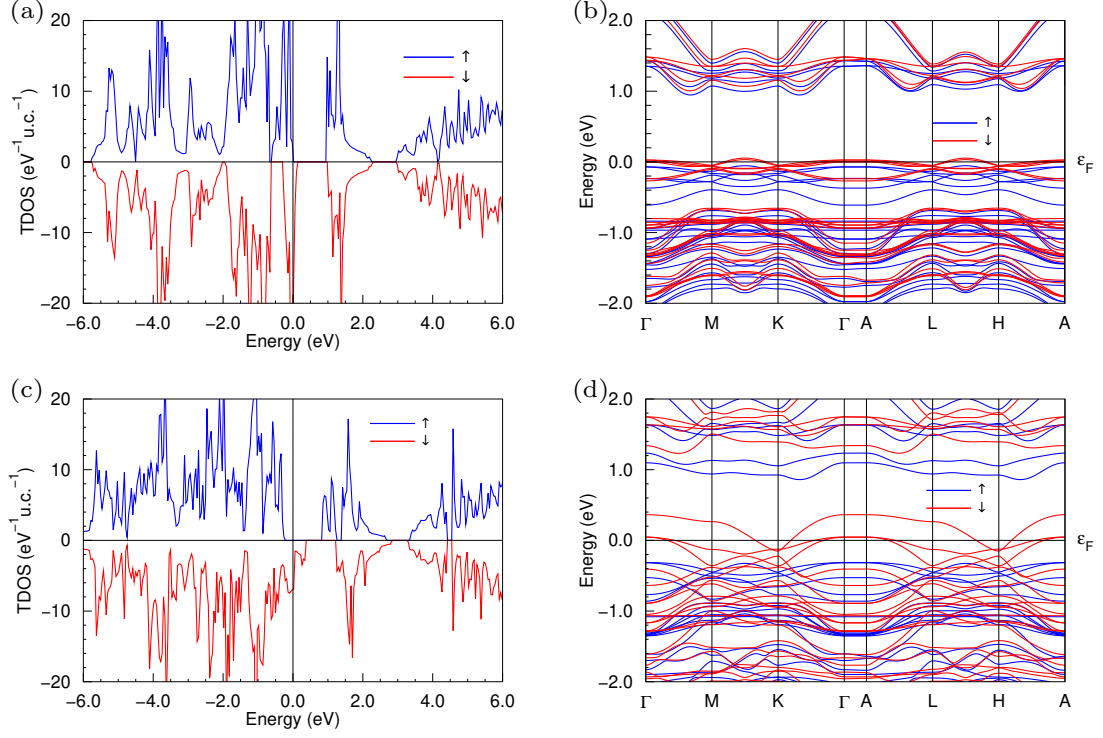 (a)
20
10
0
−10
−20
TDOS (eV⁻¹u.c.⁻¹)
↑
↓
−6.0 −4.0 −2.0 0.0 2.0 4.0 6.0
Energy (eV)
(b)
2.0
1.0
0.0
−1.0
−2.0
Energy (eV)
↑
↓
εF
Γ M K Γ A L H A
(c)
20
10
0
−10
−20
TDOS (eV⁻¹u.c.⁻¹)
↑
↓
−6.0 −4.0 −2.0 0.0 2.0 4.0 6.0
Energy (eV)
(d)
2.0
1.0
0.0
−1.0
−2.0
Energy (eV)
↑
↓
εF
Γ M K Γ A L H A